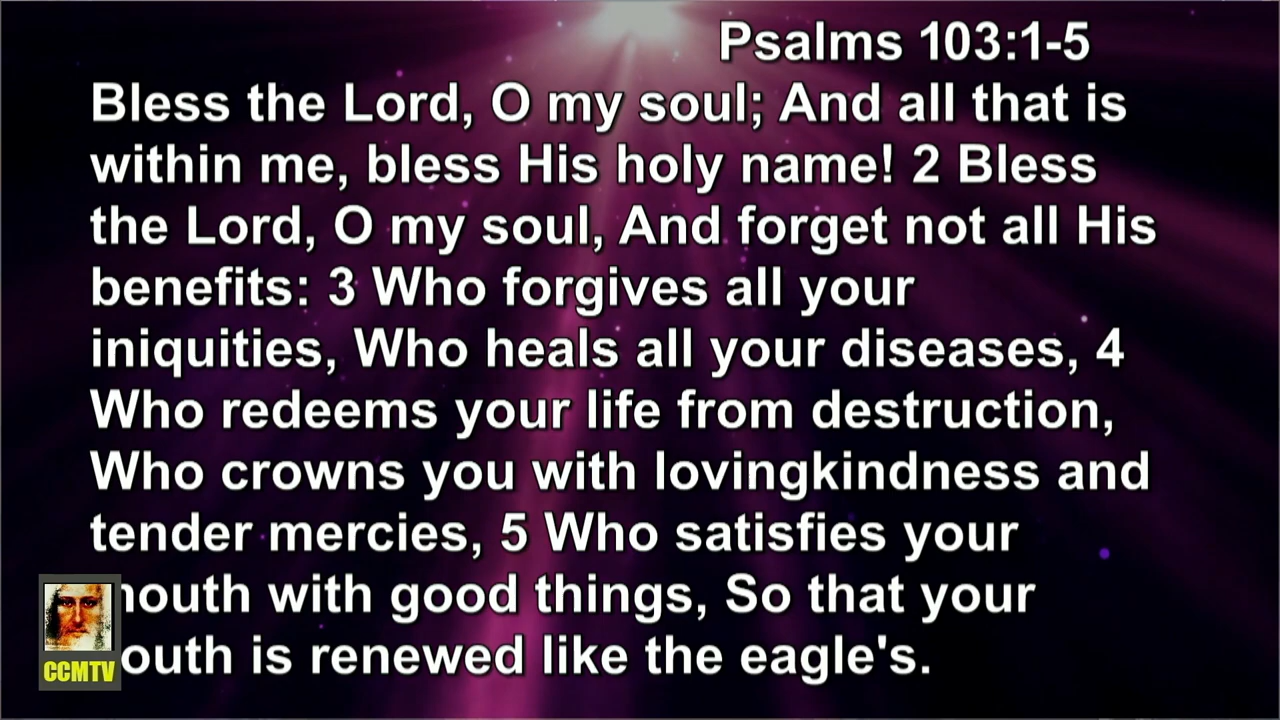 Psalms 103:1-5
Bless the Lord, O my soul; And all that is
within me, bless His holy name! 2 Bless
the Lord, O my soul, And forget not all His
benefits: 3 Who forgives all your
iniquities, Who heals all your diseases, 4
Who redeems your life from destruction,
Who crowns you with lovingkindness and
tender mercies, 5 Who satisfies your
mouth with good things, So that your
youth is renewed like the eagle's.
CCMTV